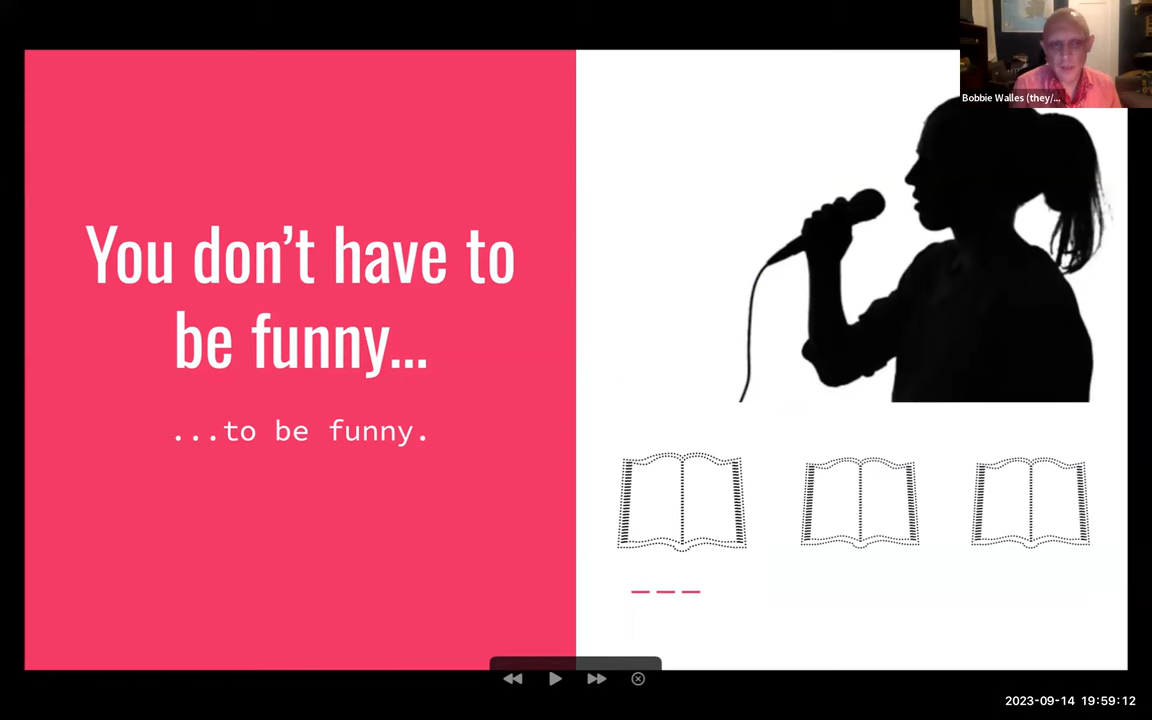 Bobbie Walles (they/...
You don’t have to
be funny...
...to be funny.
2023-09-14 19:59:12